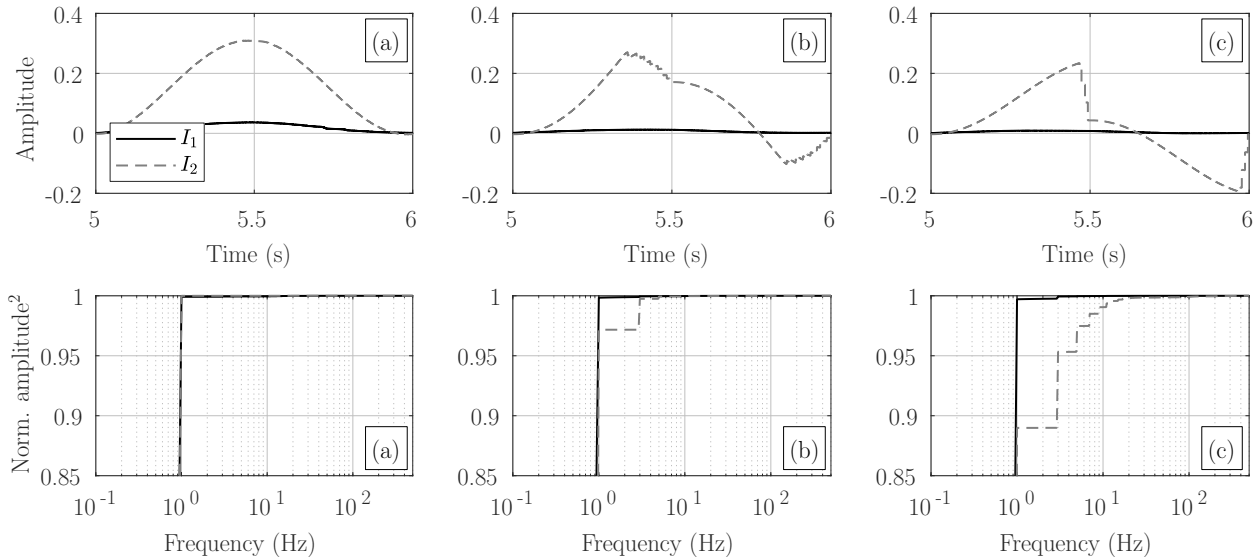 0.4 0.4 0.4
(a) (b) (c)
0.2 0.2 0.2
Amplitude
0 0 0
I1
I2
-0.2 -0.2 -0.2
5 5.5 6 5 5.5 6 5 5.5 6
Time (s) Time (s) Time (s)
1 1 1
Norm. amplitude²
0.95 0.95 0.95
0.9 0.9 0.9
(a) (b) (c)
0.85 0.85 0.85
10⁻¹ 10⁰ 10¹ 10² 10⁻¹ 10⁰ 10¹ 10² 10⁻¹ 10⁰ 10¹ 10²
Frequency (Hz) Frequency (Hz) Frequency (Hz)